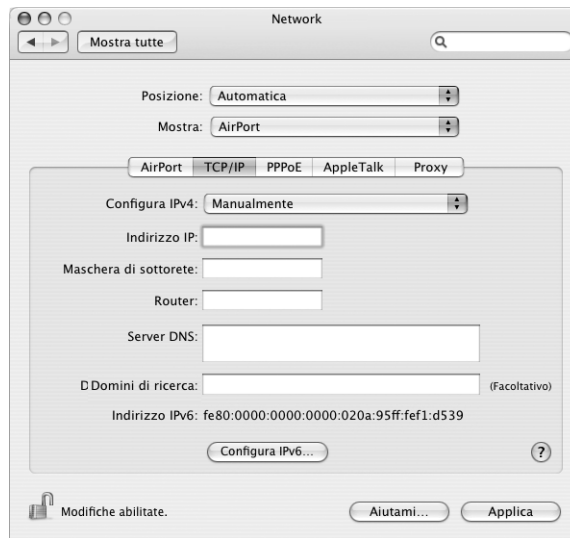 Network
Mostra tutte
Posizione: Automatica
Mostra: AirPort
AirPort TCP/IP PPPoE AppleTalk Proxy
Configura IPv4: Manualmente
Indirizzo IP:
Maschera di sottorete:
Router:
Server DNS:
DDomini di ricerca: (Facoltativo)
Indirizzo IPv6: fe80:0000:0000:0000:020a:95ff:fef1:d539
Configura IPv6... ?
Modifiche abilitate. Aiutami... Applica